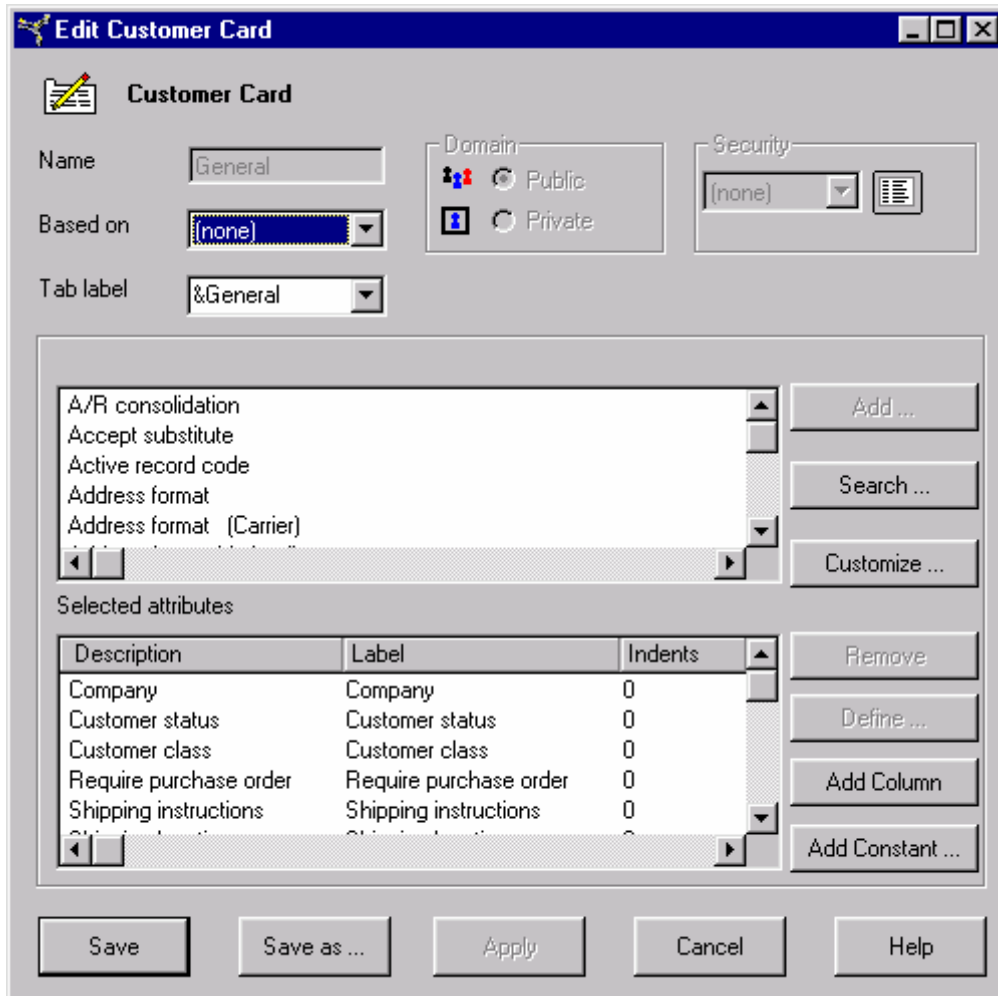 Edit Customer Card
Customer Card
Name
General
Domain
Public
Private
Security
(none)
Based on
(none)
Tab label
&General
A/R consolidation
Accept substitute
Active record code
Address format
Address format (Carrier)
Add ...
Search ...
Customize ...
Selected attributes
Description Label Indents
Company Company 0
Customer status Customer status 0
Customer class Customer class 0
Require purchase order Require purchase order 0
Shipping instructions Shipping instructions 0
Remove
Define ...
Add Column
Add Constant ...
Save Save as ... Apply Cancel Help